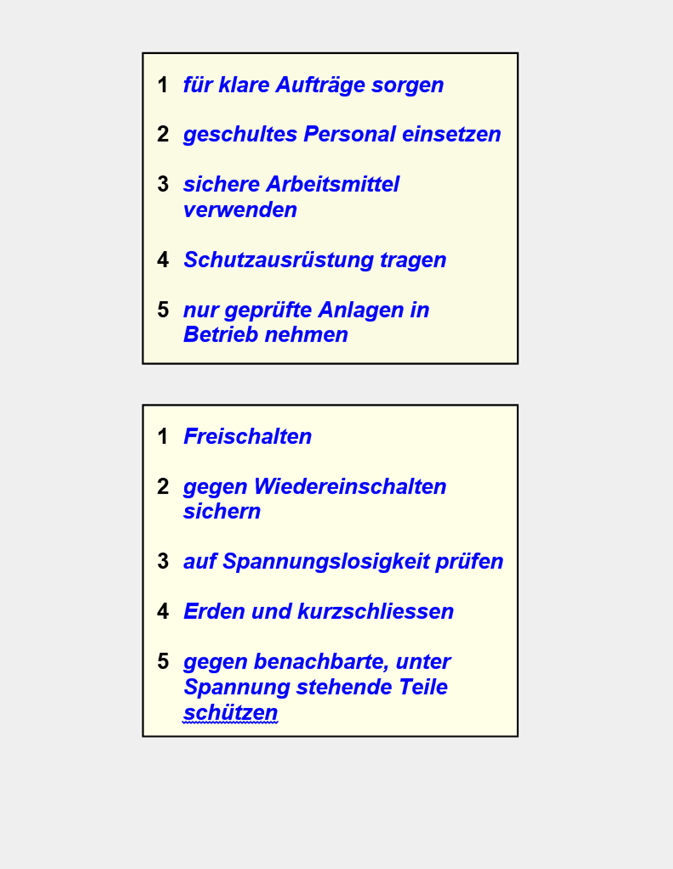 1 für klare Aufträge sorgen
2 geschultes Personal einsetzen
3 sichere Arbeitsmittel
verwenden
4 Schutzausrüstung tragen
5 nur geprüfte Anlagen in
Betrieb nehmen
1 Freischalten
2 gegen Wiedereinschalten
sichern
3 auf Spannungslosigkeit prüfen
4 Erden und kurzschliessen
5 gegen benachbarte, unter
Spannung stehende Teile
schützen